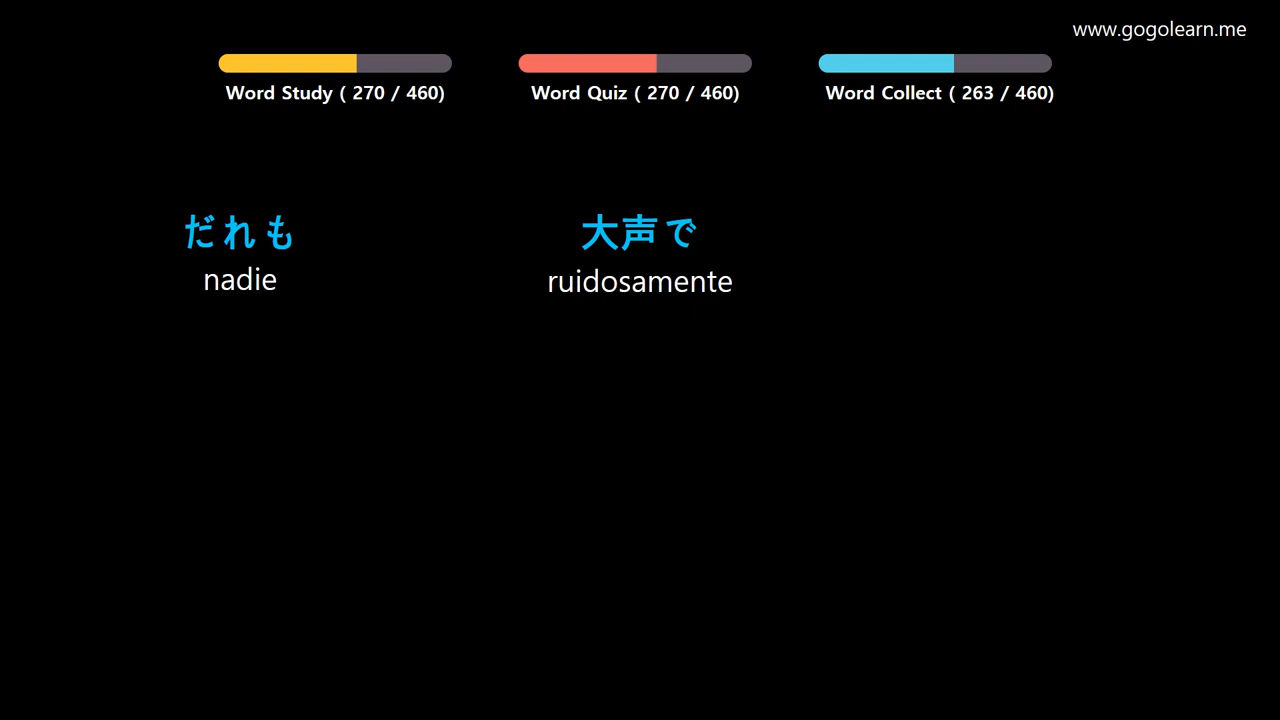 www.gogolearn.me
Word Study ( 270 / 460)
Word Quiz ( 270 / 460)
Word Collect ( 263 / 460)
だれも
nadie
大声で
ruidosamente